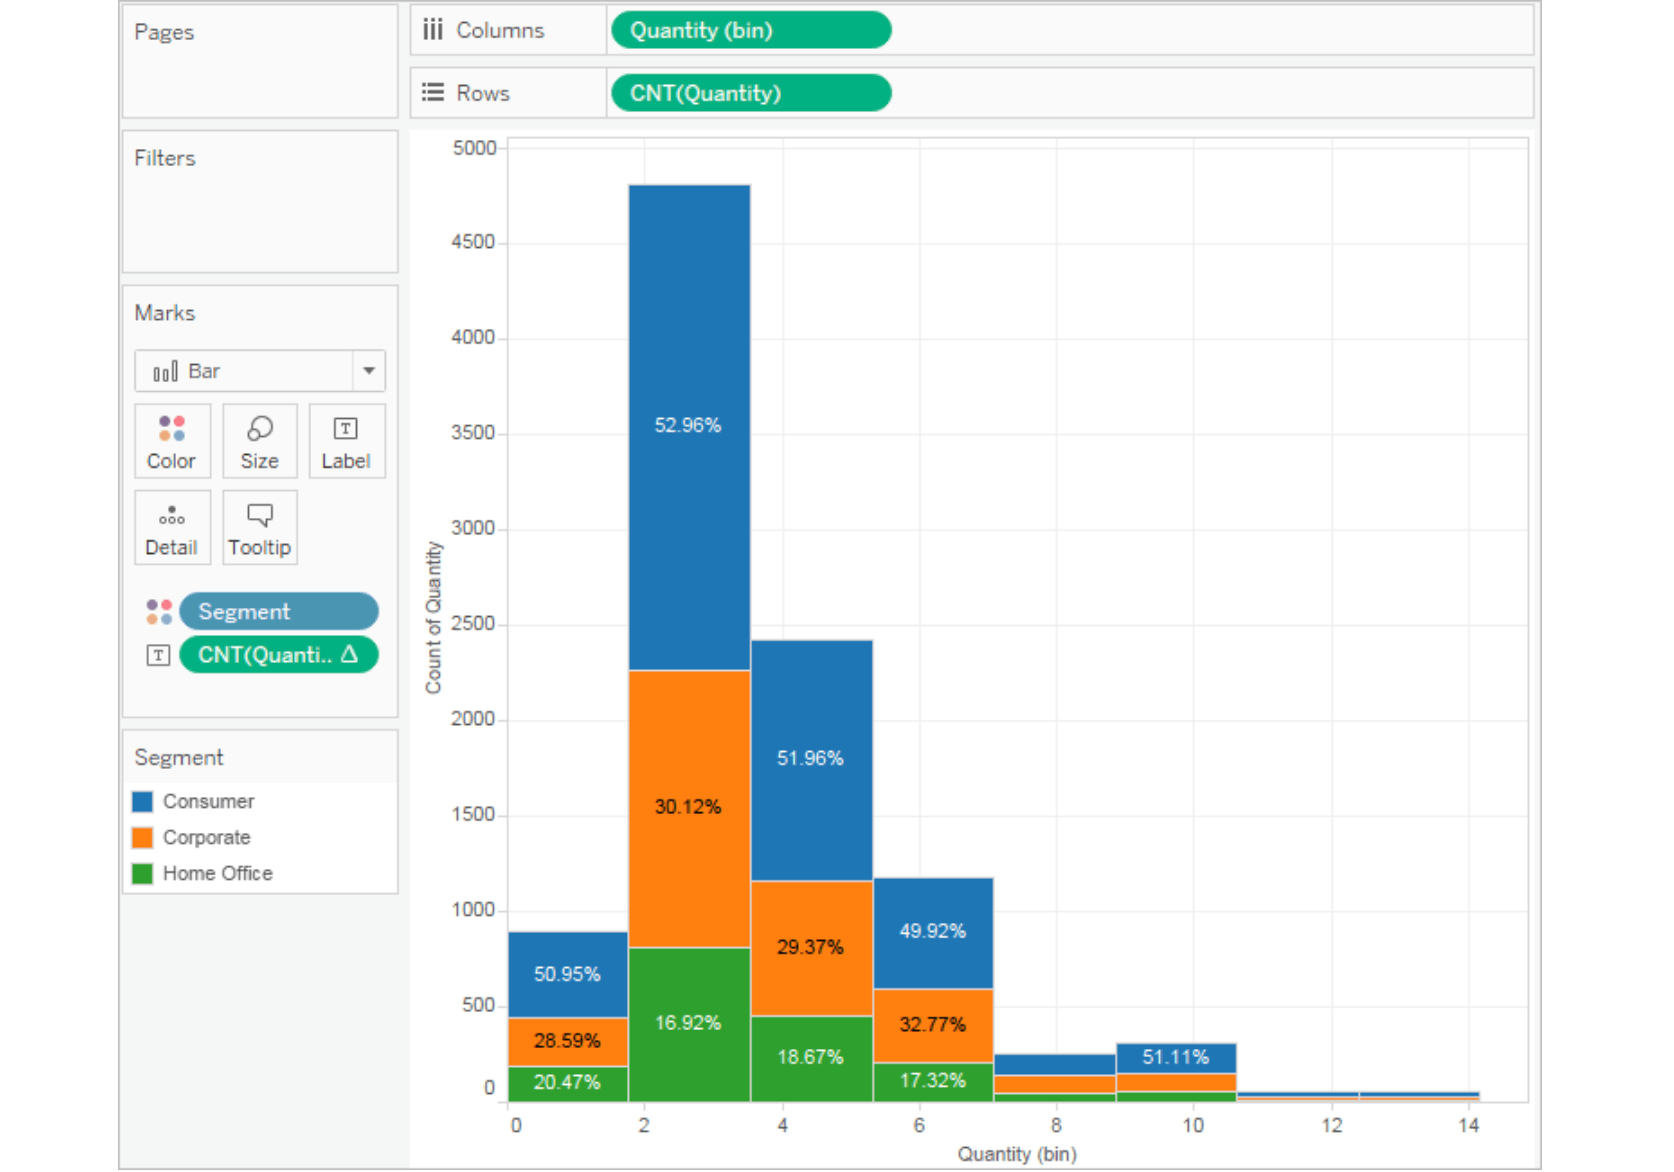 Pages
Columns
Quantity (bin)
Rows
CNT(Quantity)
Filters
Marks
Bar
Color
Size
Label
Detail
Tooltip
Segment
CNT(Quanti..
Segment
Consumer
Corporate
Home Office
5000
4500
4000
3500
3000
2500
2000
1500
1000
500
0
Count of Quantity
52.96%
30.12%
16.92%
51.96%
29.37%
18.67%
49.92%
32.77%
17.32%
50.95%
28.59%
20.47%
51.11%
0 2 4 6 8 10 12 14
Quantity (bin)